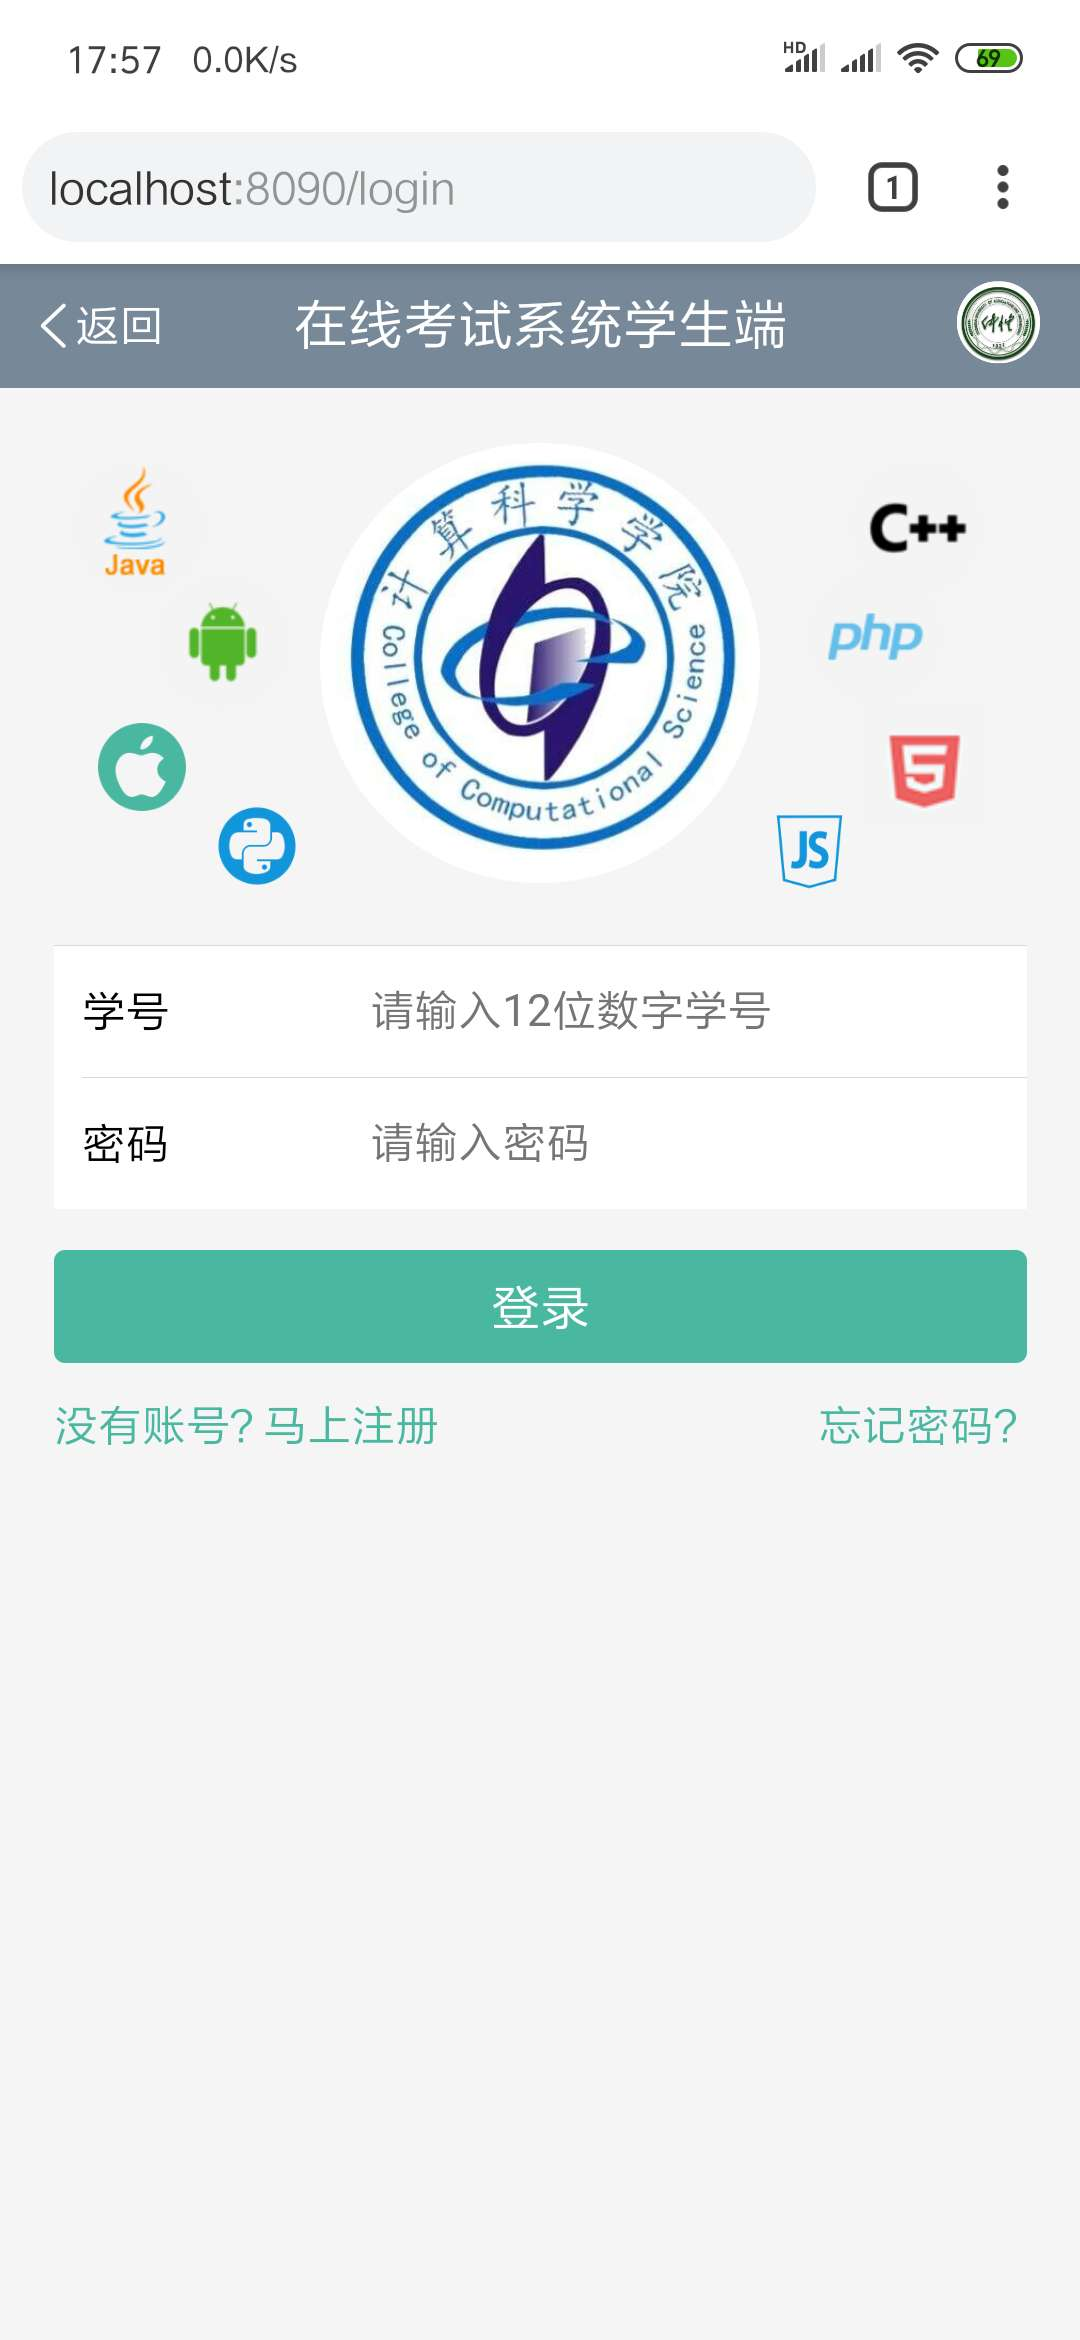 17:57 0.0K/s HD 69
localhost:8090/login 1
返回 在线考试系统学生端
计算科学学院
College of Computational Science
Java
C++
php
5
JS
学号 请输入12位数字学号
密码 请输入密码
登录
没有账号? 马上注册 忘记密码?